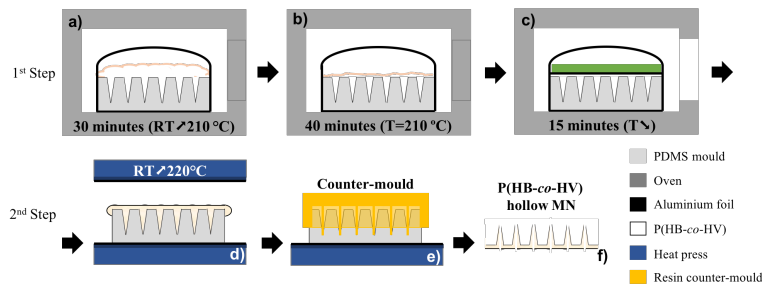 a)
b)
c)
1st Step
30 minutes (RT↗210 °C)
40 minutes (T=210 ºC)
15 minutes (T↘)
RT↗220°C
Counter-mould
P(HB-co-HV)
hollow MN
2nd Step
d)
e)
f)
PDMS mould
Oven
Aluminium foil
P(HB-co-HV)
Heat press
Resin counter-mould